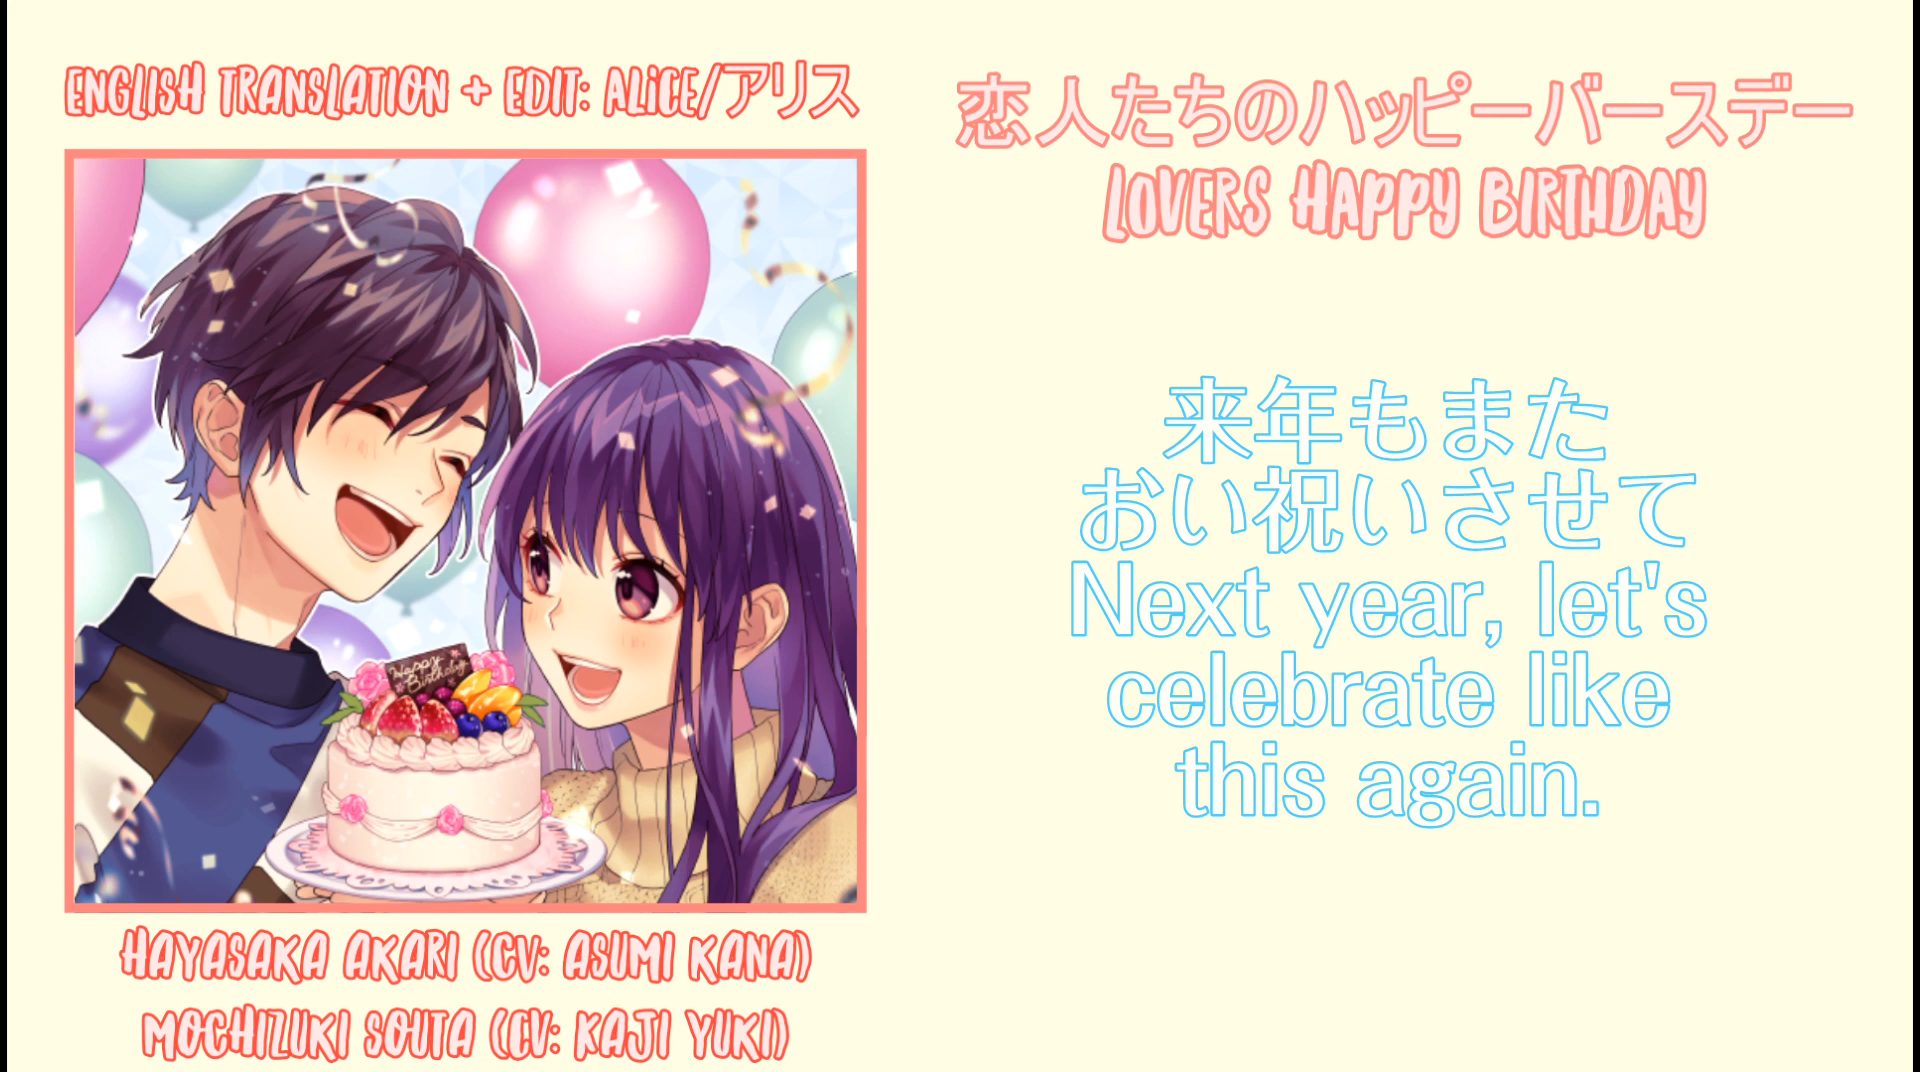 ENGLISH TRANSLATION + EDIT: ALiCE/アリス
恋人たちのハッピーバースデー
LOVERS HAPPY BIRTHDAY
Happy
Birthday
来年もまた
おい祝いさせて
Next year, let's
celebrate like
this again.
HAYASAKA AKARI (CV: ASUMI KANA)
MOCHIZUKI SOUTA (CV: KAJI YUKI)